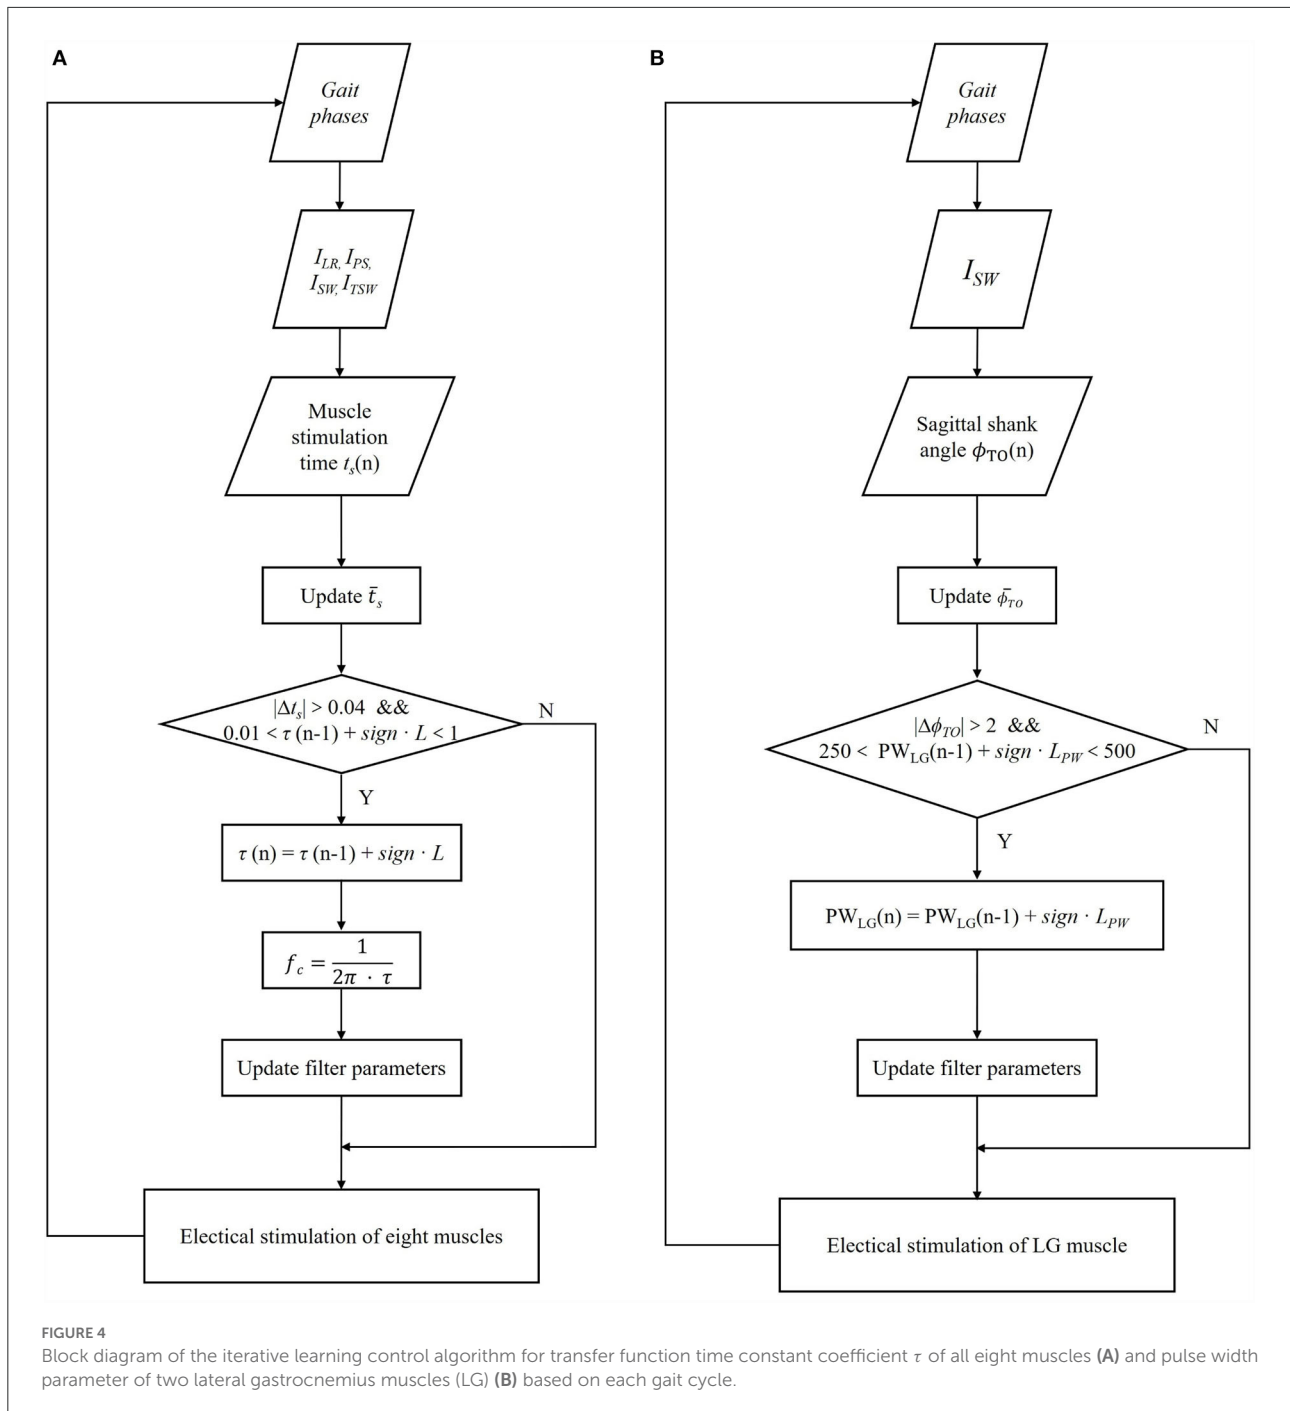 A
Gait
phases
I_LR, I_PS,
I_SW, I_TSW
Muscle
stimulation
time t_s(n)
Update t̄_s
|Δt_s| > 0.04 &&
0.01 < τ (n-1) + sign · L < 1
N
Y
τ (n) = τ (n-1) + sign · L
f_c = 1 / (2π · τ)
Update filter parameters
Electical stimulation of eight muscles
B
Gait
phases
I_SW
Sagittal shank
angle ϕ_TO(n)
Update ϕ̄_TO
|Δϕ_TO| > 2 &&
250 < PW_LG(n-1) + sign · L_PW < 500
N
Y
PW_LG(n) = PW_LG(n-1) + sign · L_PW
Update filter parameters
Electical stimulation of LG muscle
FIGURE 4
Block diagram of the iterative learning control algorithm for transfer function time constant coefficient τ of all eight muscles (A) and pulse width
parameter of two lateral gastrocnemius muscles (LG) (B) based on each gait cycle.